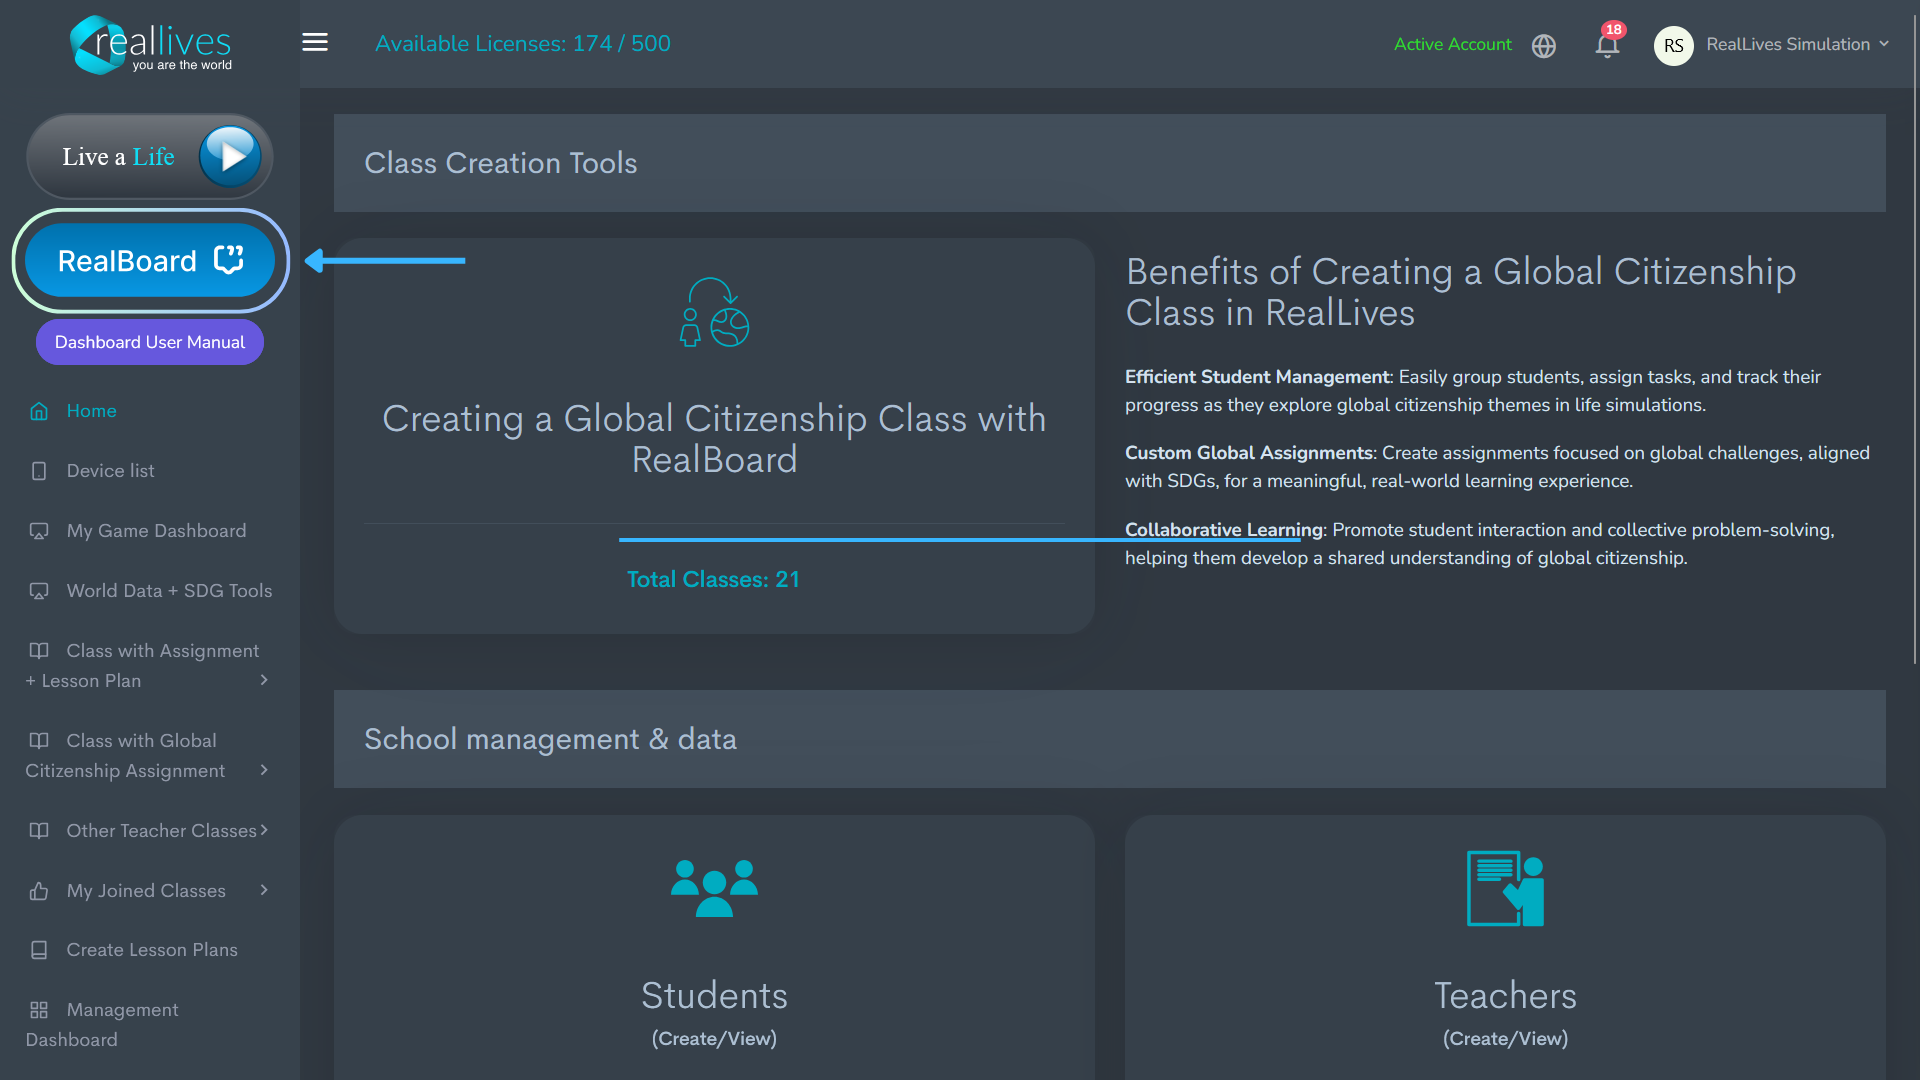 reallives
you are the world
Available Licenses: 174 / 500
Active Account
18
RS
RealLives Simulation
Live a Life
RealBoard
Dashboard User Manual
Home
Device list
My Game Dashboard
World Data + SDG Tools
Class with Assignment
+ Lesson Plan
Class with Global
Citizenship Assignment
Other Teacher Classes
My Joined Classes
Create Lesson Plans
Management
Dashboard
Class Creation Tools
Creating a Global Citizenship Class with
RealBoard
Total Classes: 21
Benefits of Creating a Global Citizenship
Class in RealLives
Efficient Student Management: Easily group students, assign tasks, and track their
progress as they explore global citizenship themes in life simulations.
Custom Global Assignments: Create assignments focused on global challenges, aligned
with SDGs, for a meaningful, real-world learning experience.
Collaborative Learning: Promote student interaction and collective problem-solving,
helping them develop a shared understanding of global citizenship.
School management & data
Students
(Create/View)
Teachers
(Create/View)